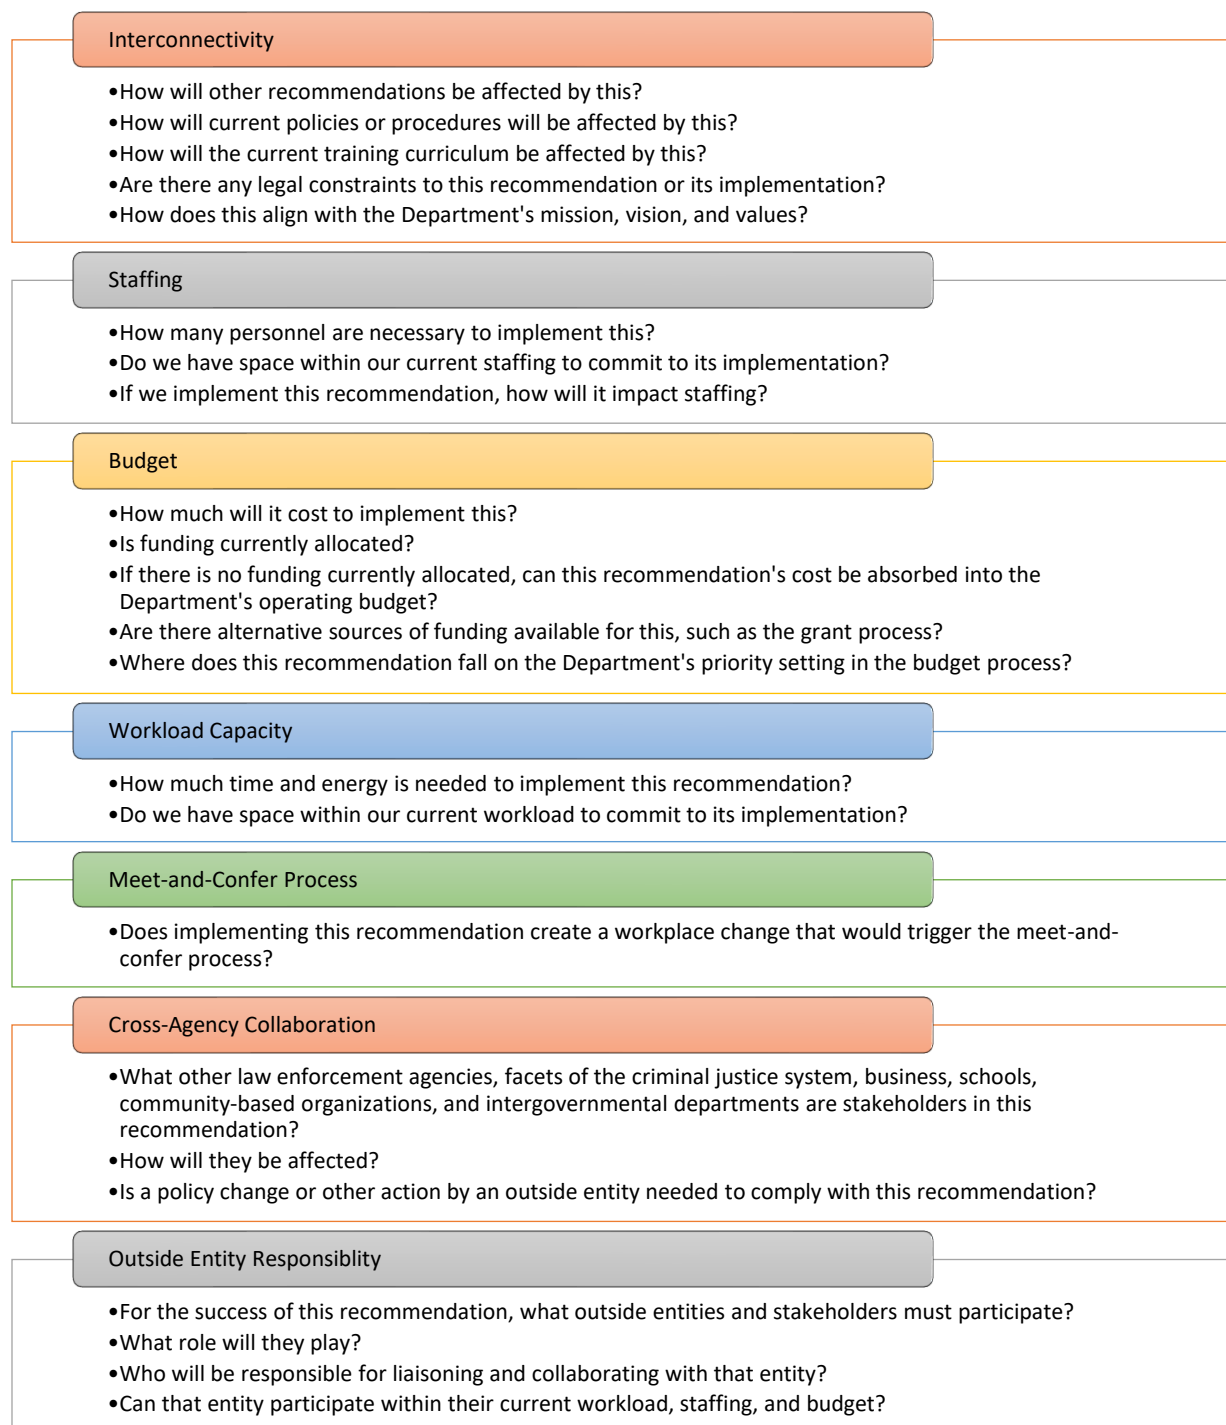 Interconnectivity
•How will other recommendations be affected by this?
•How will current policies or procedures will be affected by this?
•How will the current training curriculum be affected by this?
•Are there any legal constraints to this recommendation or its implementation?
•How does this align with the Department's mission, vision, and values?
Staffing
•How many personnel are necessary to implement this?
•Do we have space within our current staffing to commit to its implementation?
•If we implement this recommendation, how will it impact staffing?
Budget
•How much will it cost to implement this?
•Is funding currently allocated?
•If there is no funding currently allocated, can this recommendation's cost be absorbed into the
Department's operating budget?
•Are there alternative sources of funding available for this, such as the grant process?
•Where does this recommendation fall on the Department's priority setting in the budget process?
Workload Capacity
•How much time and energy is needed to implement this recommendation?
•Do we have space within our current workload to commit to its implementation?
Meet-and-Confer Process
•Does implementing this recommendation create a workplace change that would trigger the meet-and-
confer process?
Cross-Agency Collaboration
•What other law enforcement agencies, facets of the criminal justice system, business, schools,
community-based organizations, and intergovernmental departments are stakeholders in this
recommendation?
•How will they be affected?
•Is a policy change or other action by an outside entity needed to comply with this recommendation?
Outside Entity Responsiblity
•For the success of this recommendation, what outside entities and stakeholders must participate?
•What role will they play?
•Who will be responsible for liaisoning and collaborating with that entity?
•Can that entity participate within their current workload, staffing, and budget?